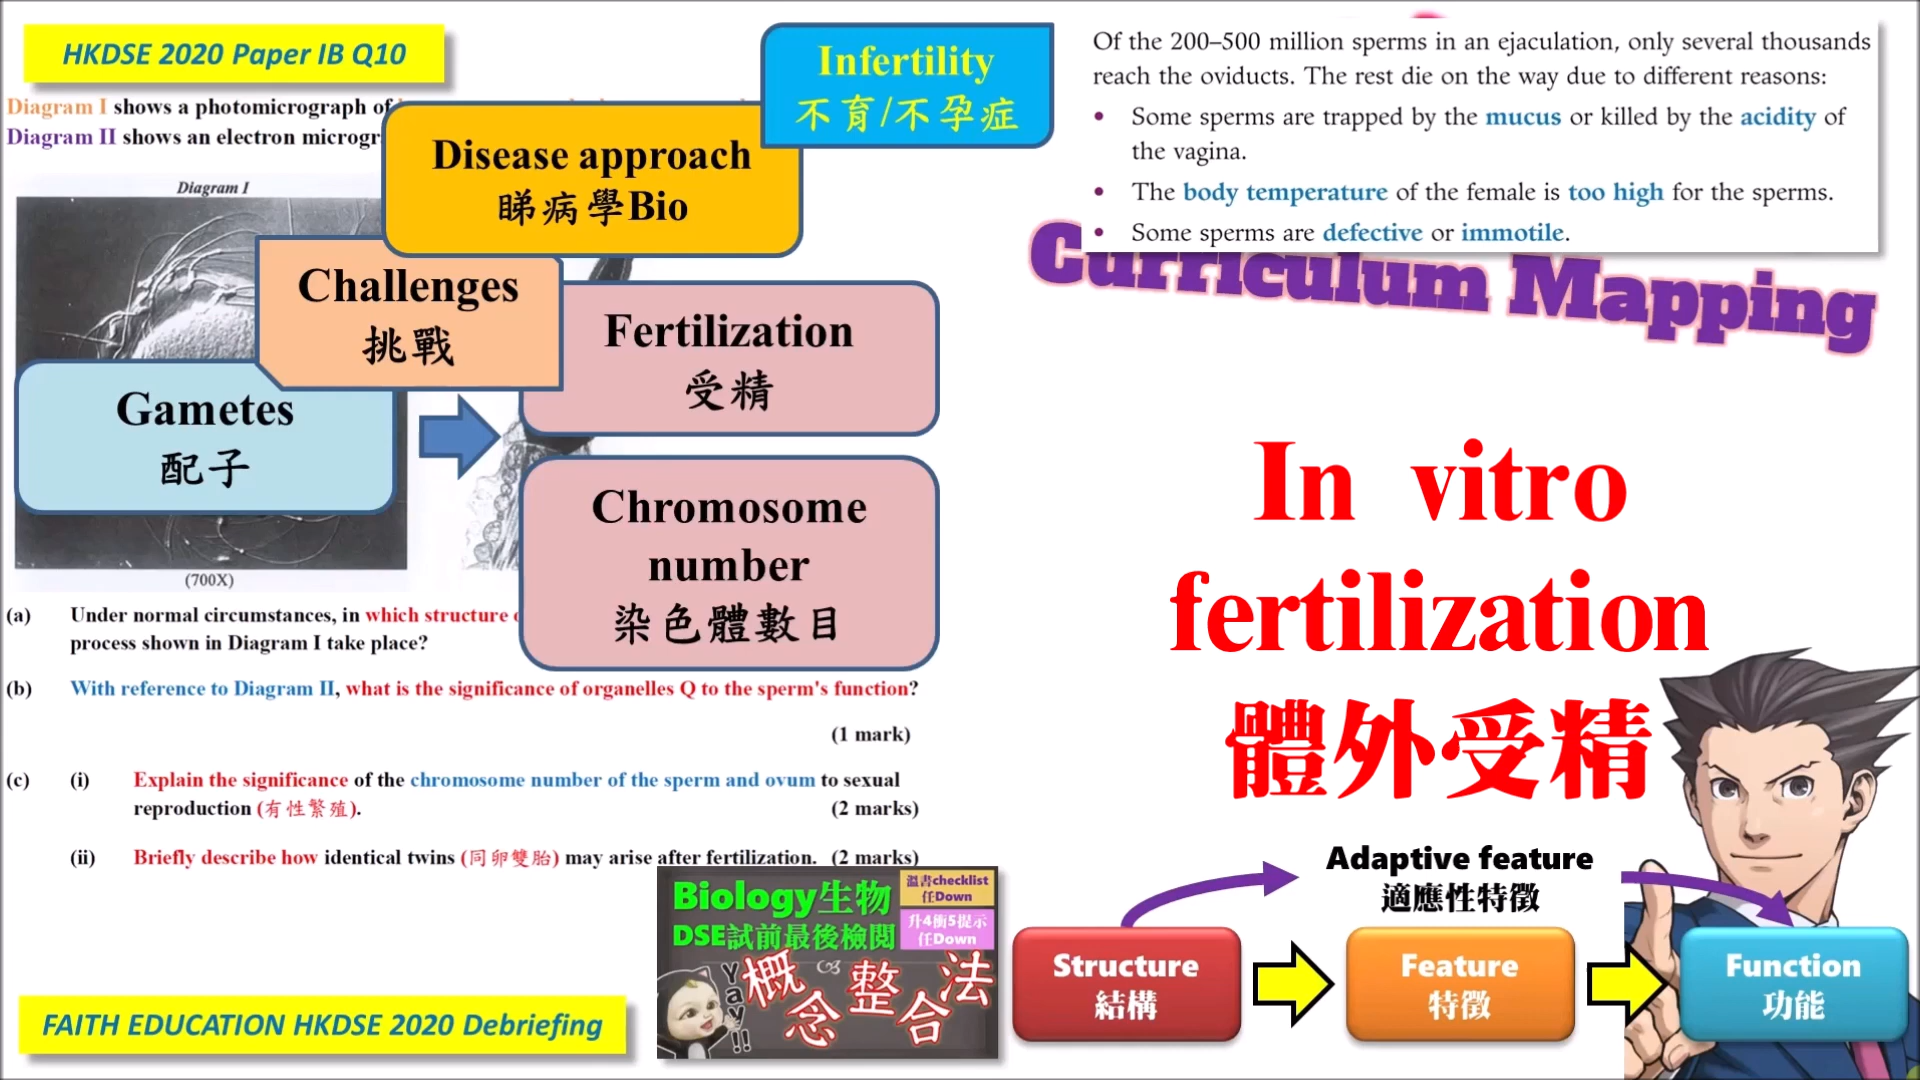 HKDSE 2020 Paper IB Q10
Diagram I shows a photomicrograph of
Diagram II shows an electron microgr
Diagram I
Infertility
不育/不孕症
Disease approach
睇病學Bio
Challenges
挑戰
Fertilization
受精
Gametes
配子
Chromosome
number
染色體數目
(700X)
(a) Under normal circumstances, in which structure
process shown in Diagram I take place?
(b) With reference to Diagram II, what is the significance of organelles Q to the sperm's function?
(1 mark)
(c) (i) Explain the significance of the chromosome number of the sperm and ovum to sexual
reproduction (有性繁殖). (2 marks)
(ii) Briefly describe how identical twins (同卵雙胎) may arise after fertilization. (2 marks)
FAITH EDUCATION HKDSE 2020 Debriefing
Biology生物
DSE試前最後檢閱
溫書checklist
任Down
升4衝5提示
任Down
概念整合法
Yay!!
Of the 200–500 million sperms in an ejaculation, only several thousands
reach the oviducts. The rest die on the way due to different reasons:
• Some sperms are trapped by the mucus or killed by the acidity of
the vagina.
• The body temperature of the female is too high for the sperms.
• Some sperms are defective or immotile.
Curriculum Mapping
In vitro
fertilization
體外受精
Adaptive feature
適應性特徵
Structure
結構
Feature
特徵
Function
功能